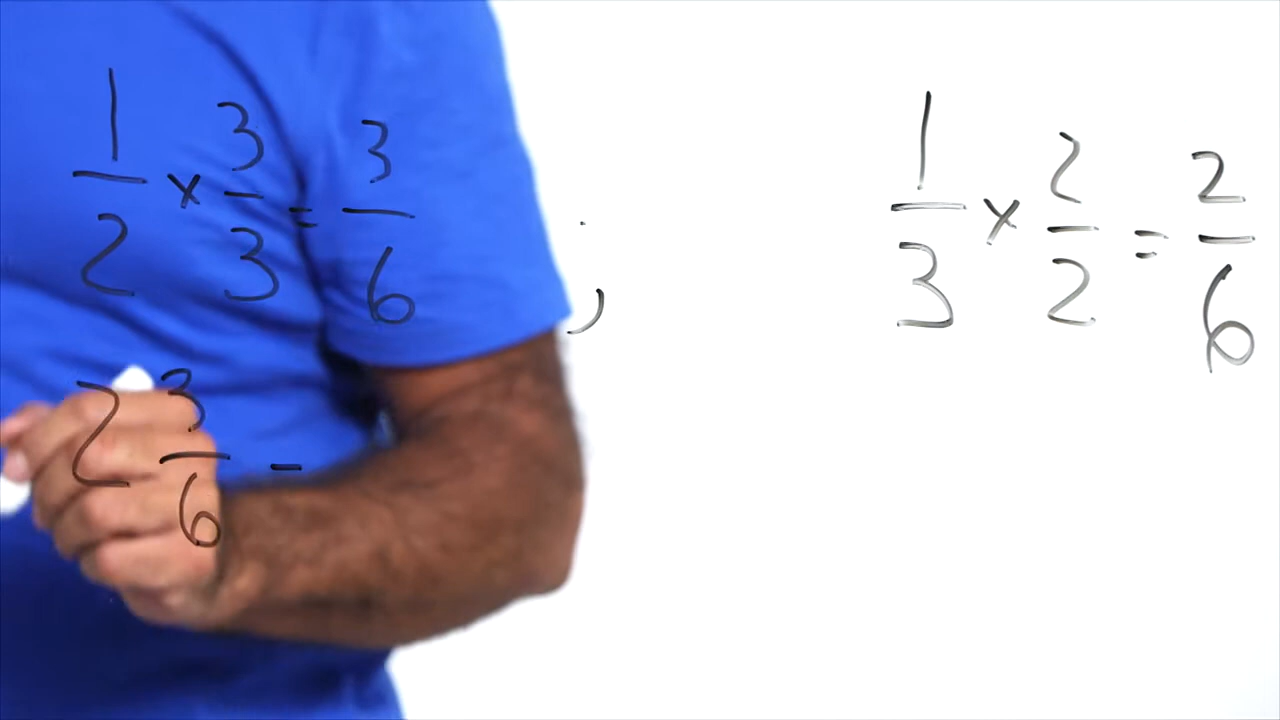 1/2 × 3/3 = 3/6 ; 1/3 × 2/2 = 2/6
2 3/6 -